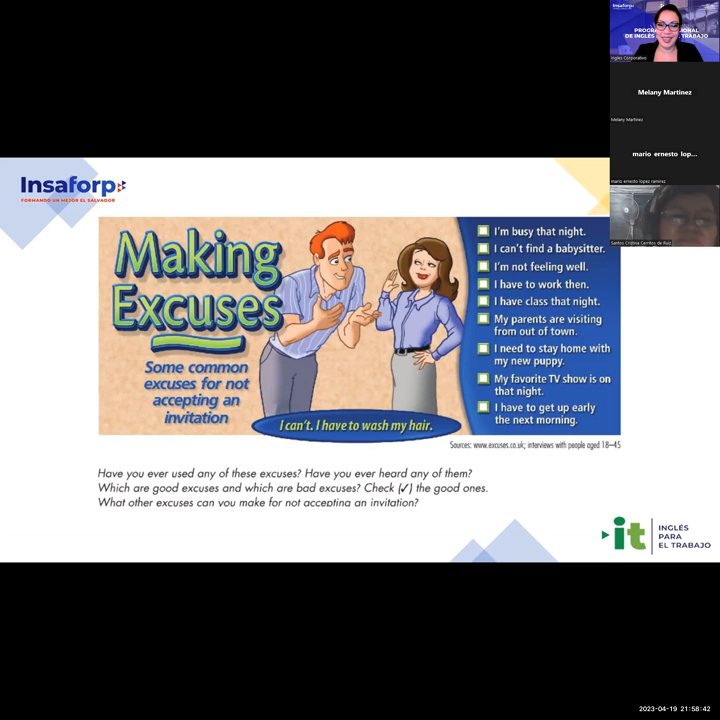 Insaforp
FORMANDO UN MEJOR EL SALVADOR
Making
Excuses
Some common
excuses for not
accepting an
invitation
I can't. I have to wash my hair.
I'm busy that night.
I can't find a babysitter.
I'm not feeling well.
I have to work then.
I have class that night.
My parents are visiting
from out of town.
I need to stay home with
my new puppy.
My favorite TV show is on
that night.
I have to get up early
the next morning.
Sources: www.excuses.co.uk; interviews with people aged 18–45
Have you ever used any of these excuses? Have you ever heard any of them?
Which are good excuses and which are bad excuses? Check (✓) the good ones.
What other excuses can you make for not accepting an invitation?
it
INGLÉS
PARA
EL TRABAJO
Insaforp
Inglés Corporativo
Melany Martinez
Melany Martinez
mario ernesto lop...
mario ernesto lopez ramirez
Santos Cristina Cerritos de Ruiz
2023-04-19 21:58:42